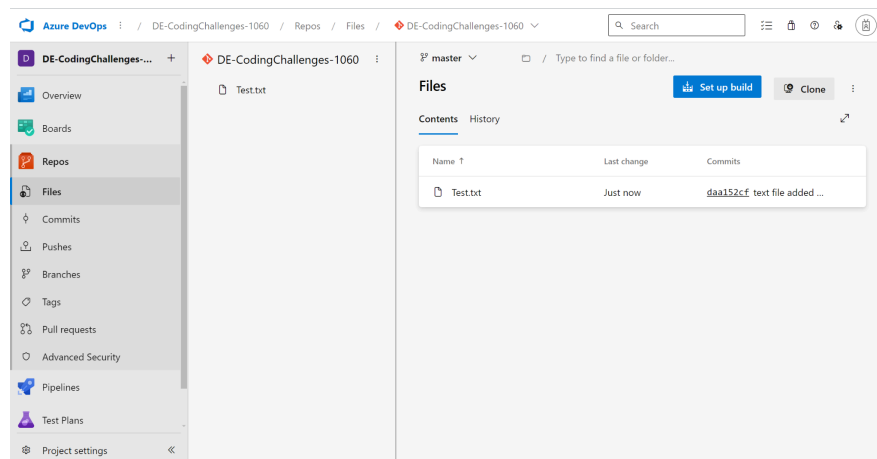 Azure DevOps / DE-CodingChallenges-1060 / Repos / Files / DE-CodingChallenges-1060
Search
D DE-CodingChallenges-... +
Overview
Boards
Repos
Files
Commits
Pushes
Branches
Tags
Pull requests
Advanced Security
Pipelines
Test Plans
Project settings
DE-CodingChallenges-1060
Test.txt
master / Type to find a file or folder...
Files
Set up build
Clone
Contents History
Name ↑ Last change Commits
Test.txt Just now daa152cf text file added ...